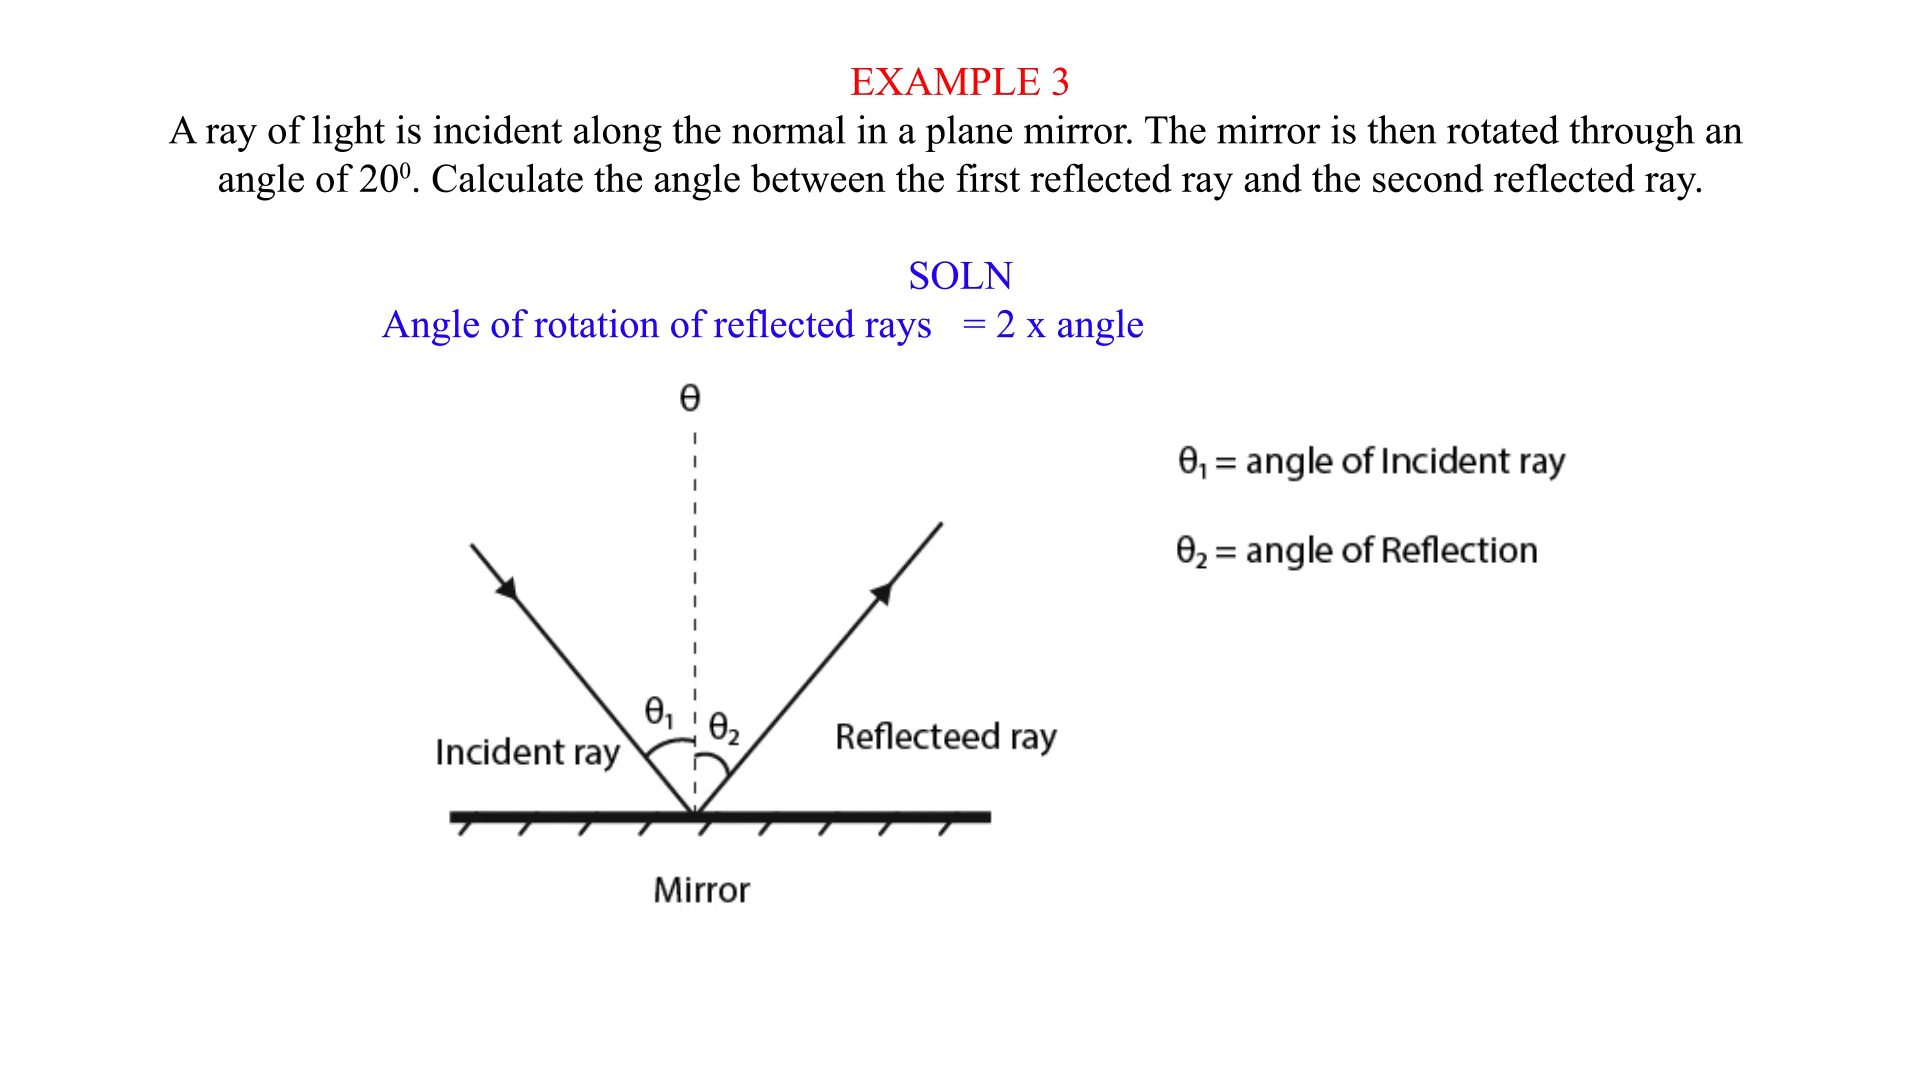 EXAMPLE 3
A ray of light is incident along the normal in a plane mirror. The mirror is then rotated through an
angle of 20⁰. Calculate the angle between the first reflected ray and the second reflected ray.
SOLN
Angle of rotation of reflected rays = 2 x angle
θ
θ₁ = angle of Incident ray
θ₂ = angle of Reflection
θ₁
θ₂
Incident ray
Reflecteed ray
Mirror